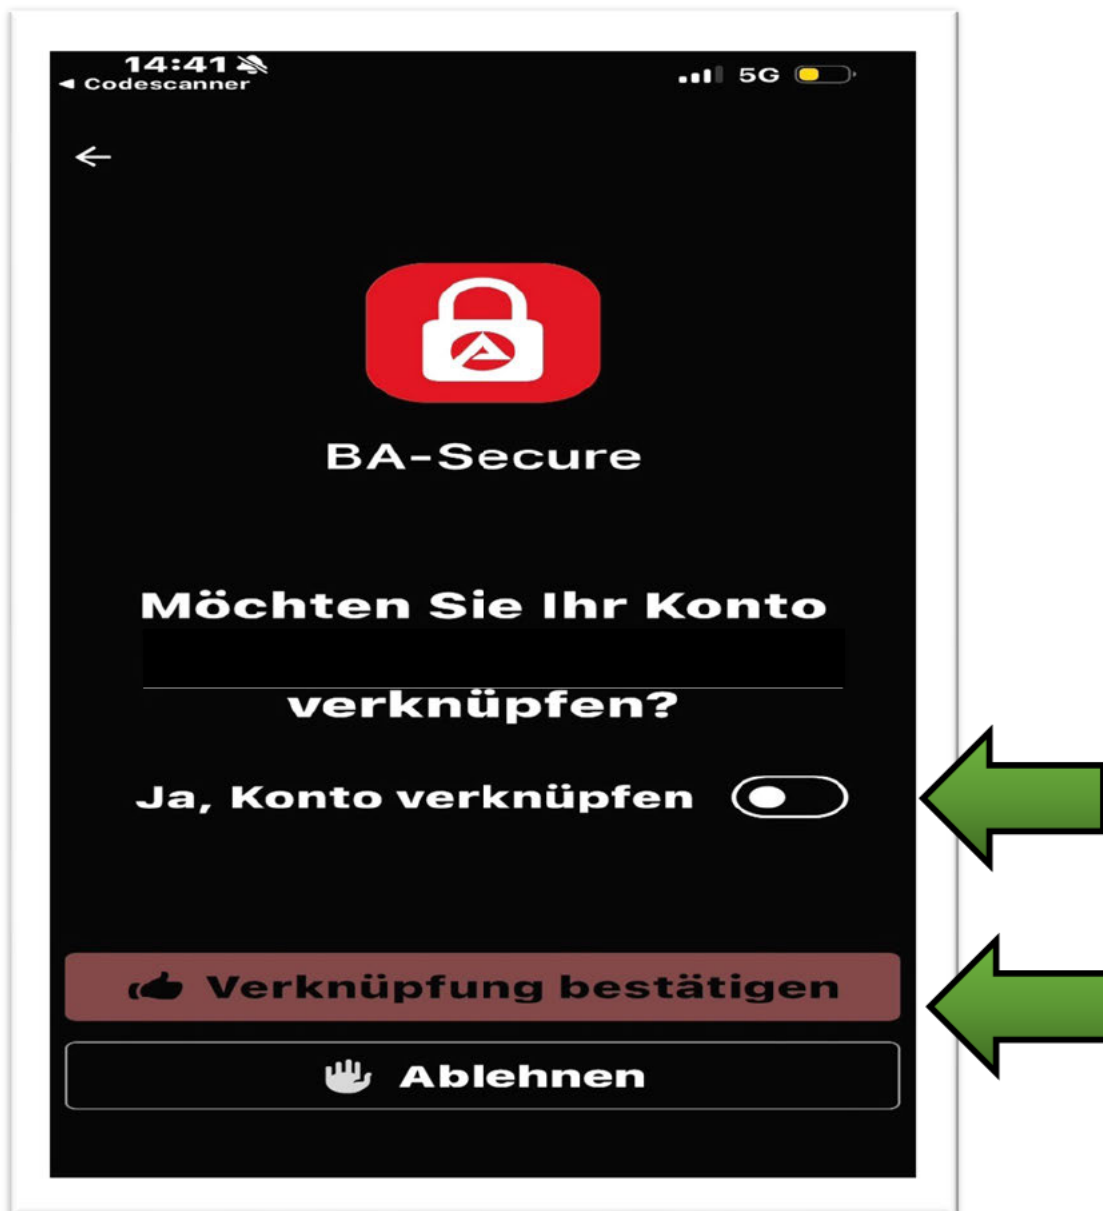 14:41
Codescanner
5G
BA-Secure
Möchten Sie Ihr Konto
verknüpfen?
Ja, Konto verknüpfen
Verknüpfung bestätigen
Ablehnen